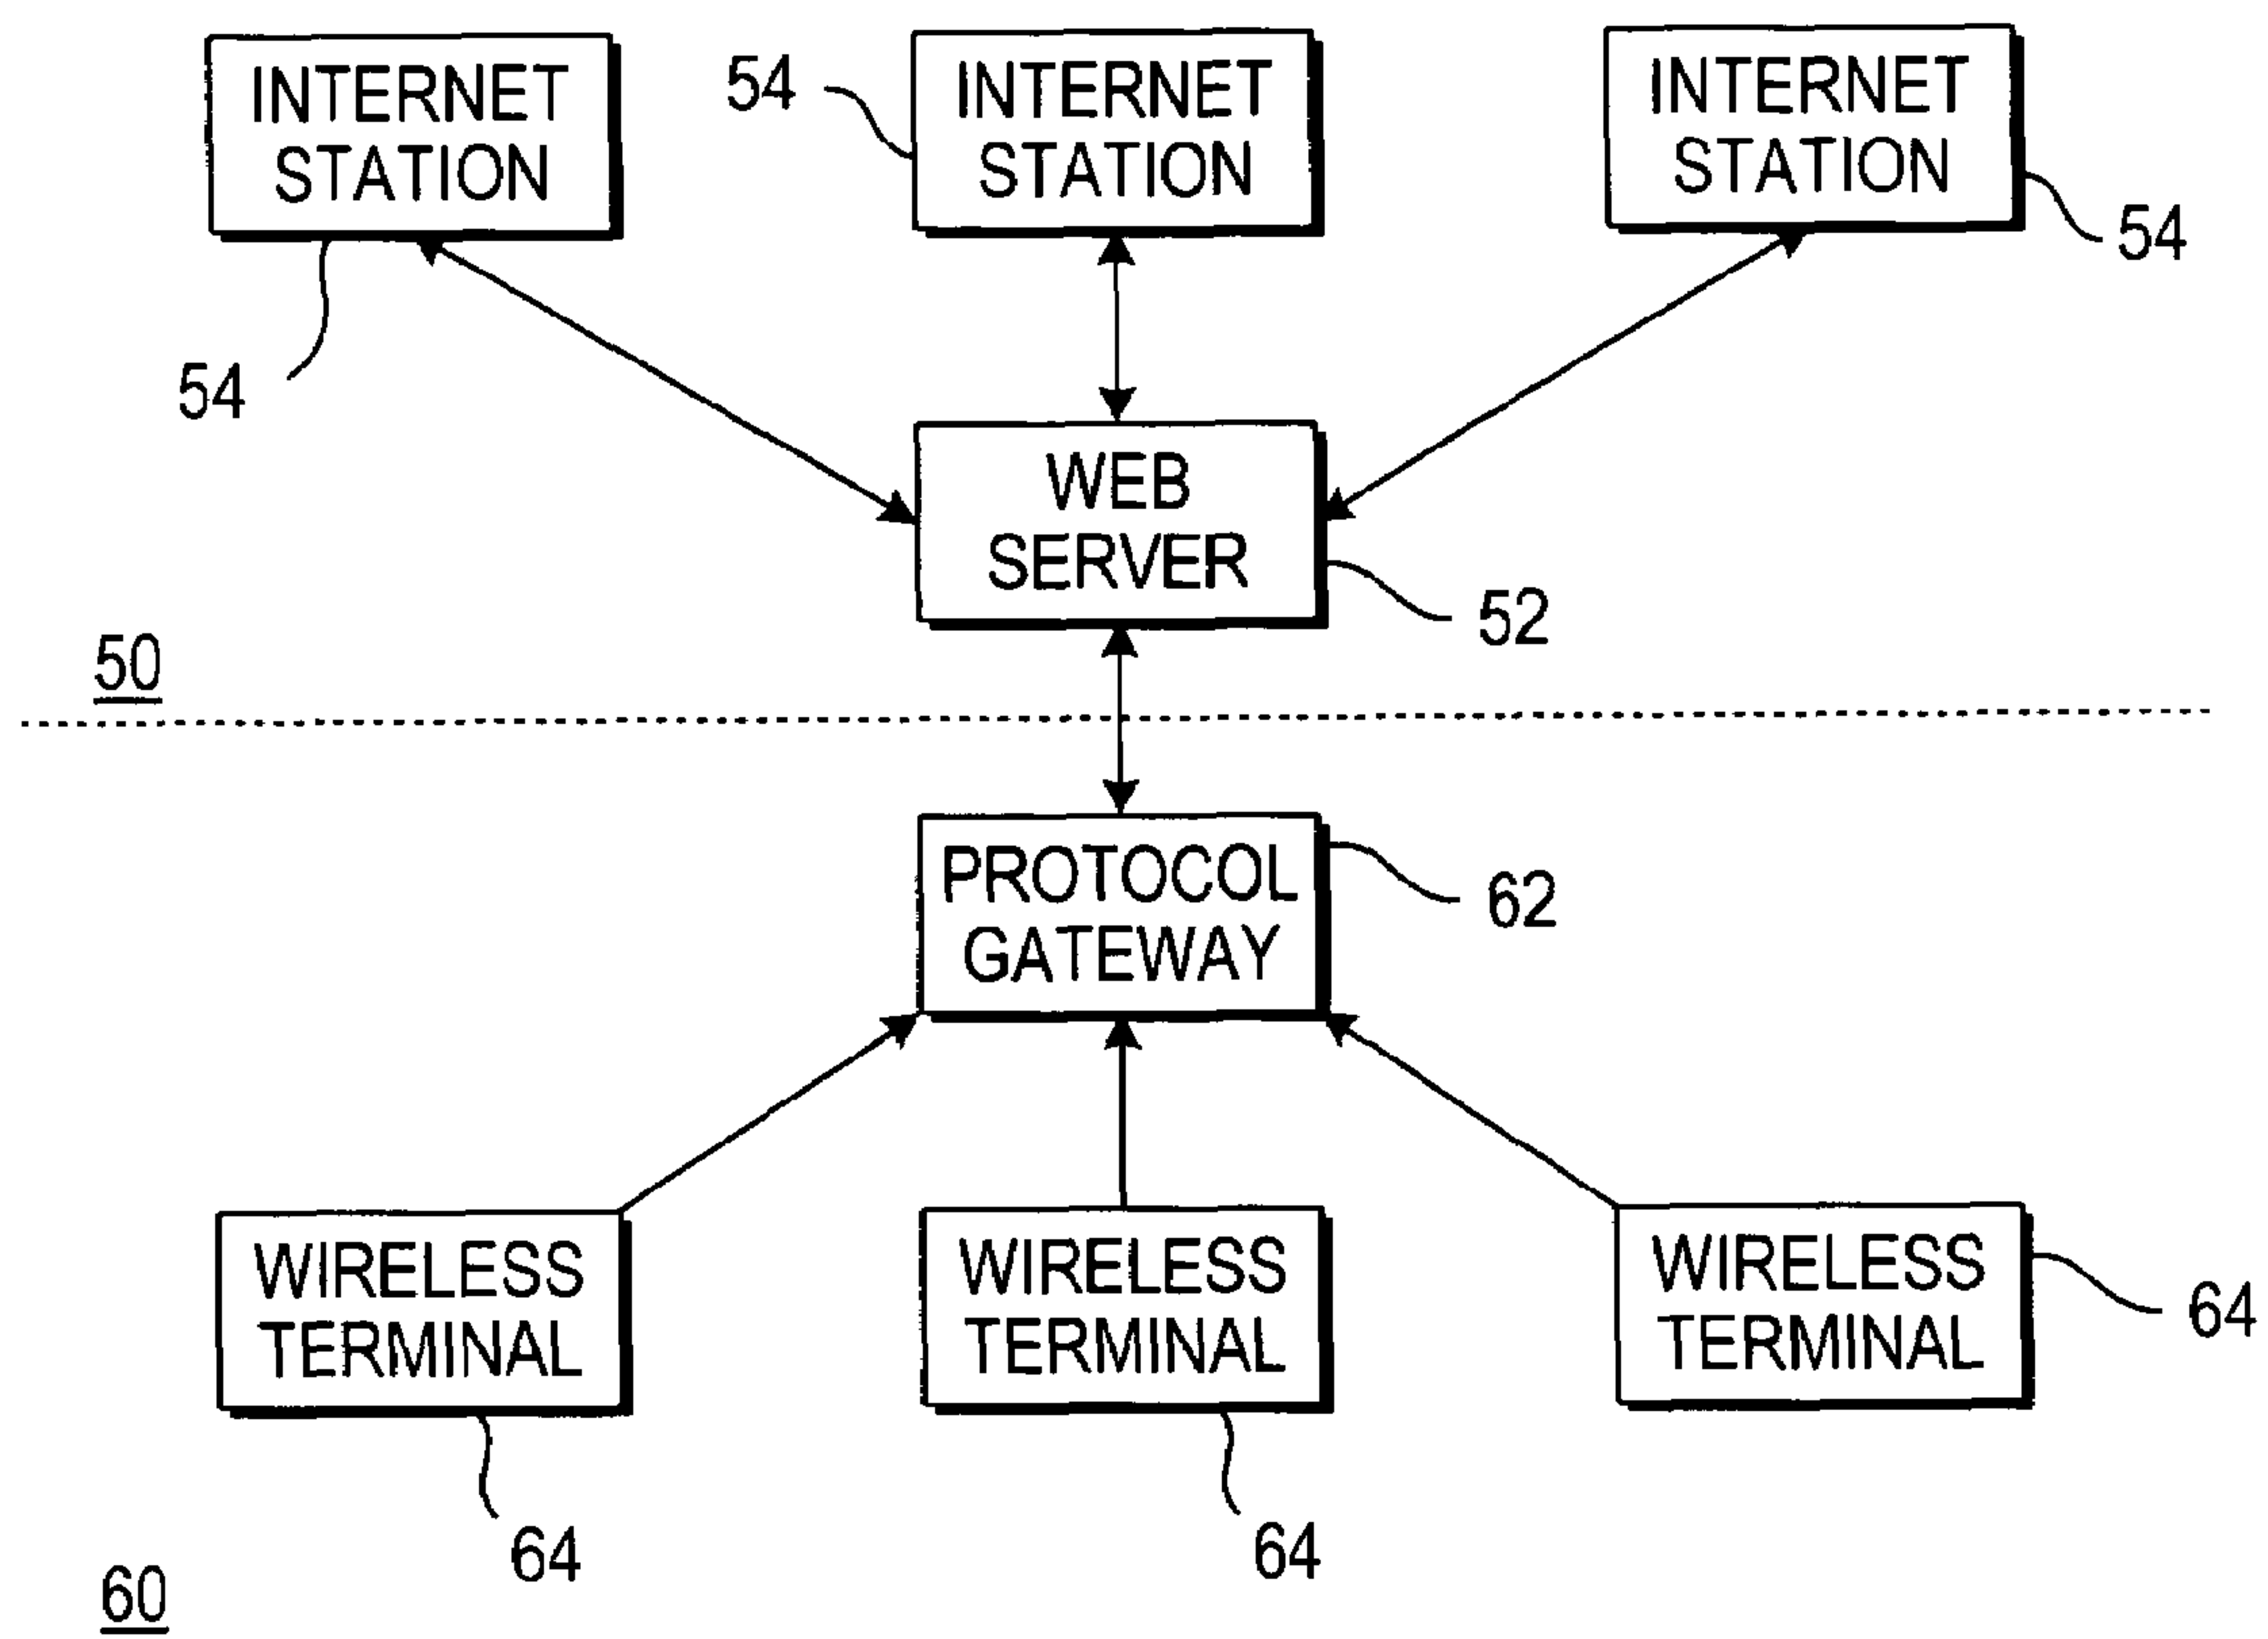 INTERNET
STATION
54
INTERNET
STATION
INTERNET
STATION
54
54
WEB
SERVER
52
50
PROTOCOL
GATEWAY
62
WIRELESS
TERMINAL
WIRELESS
TERMINAL
WIRELESS
TERMINAL
64
64
64
60